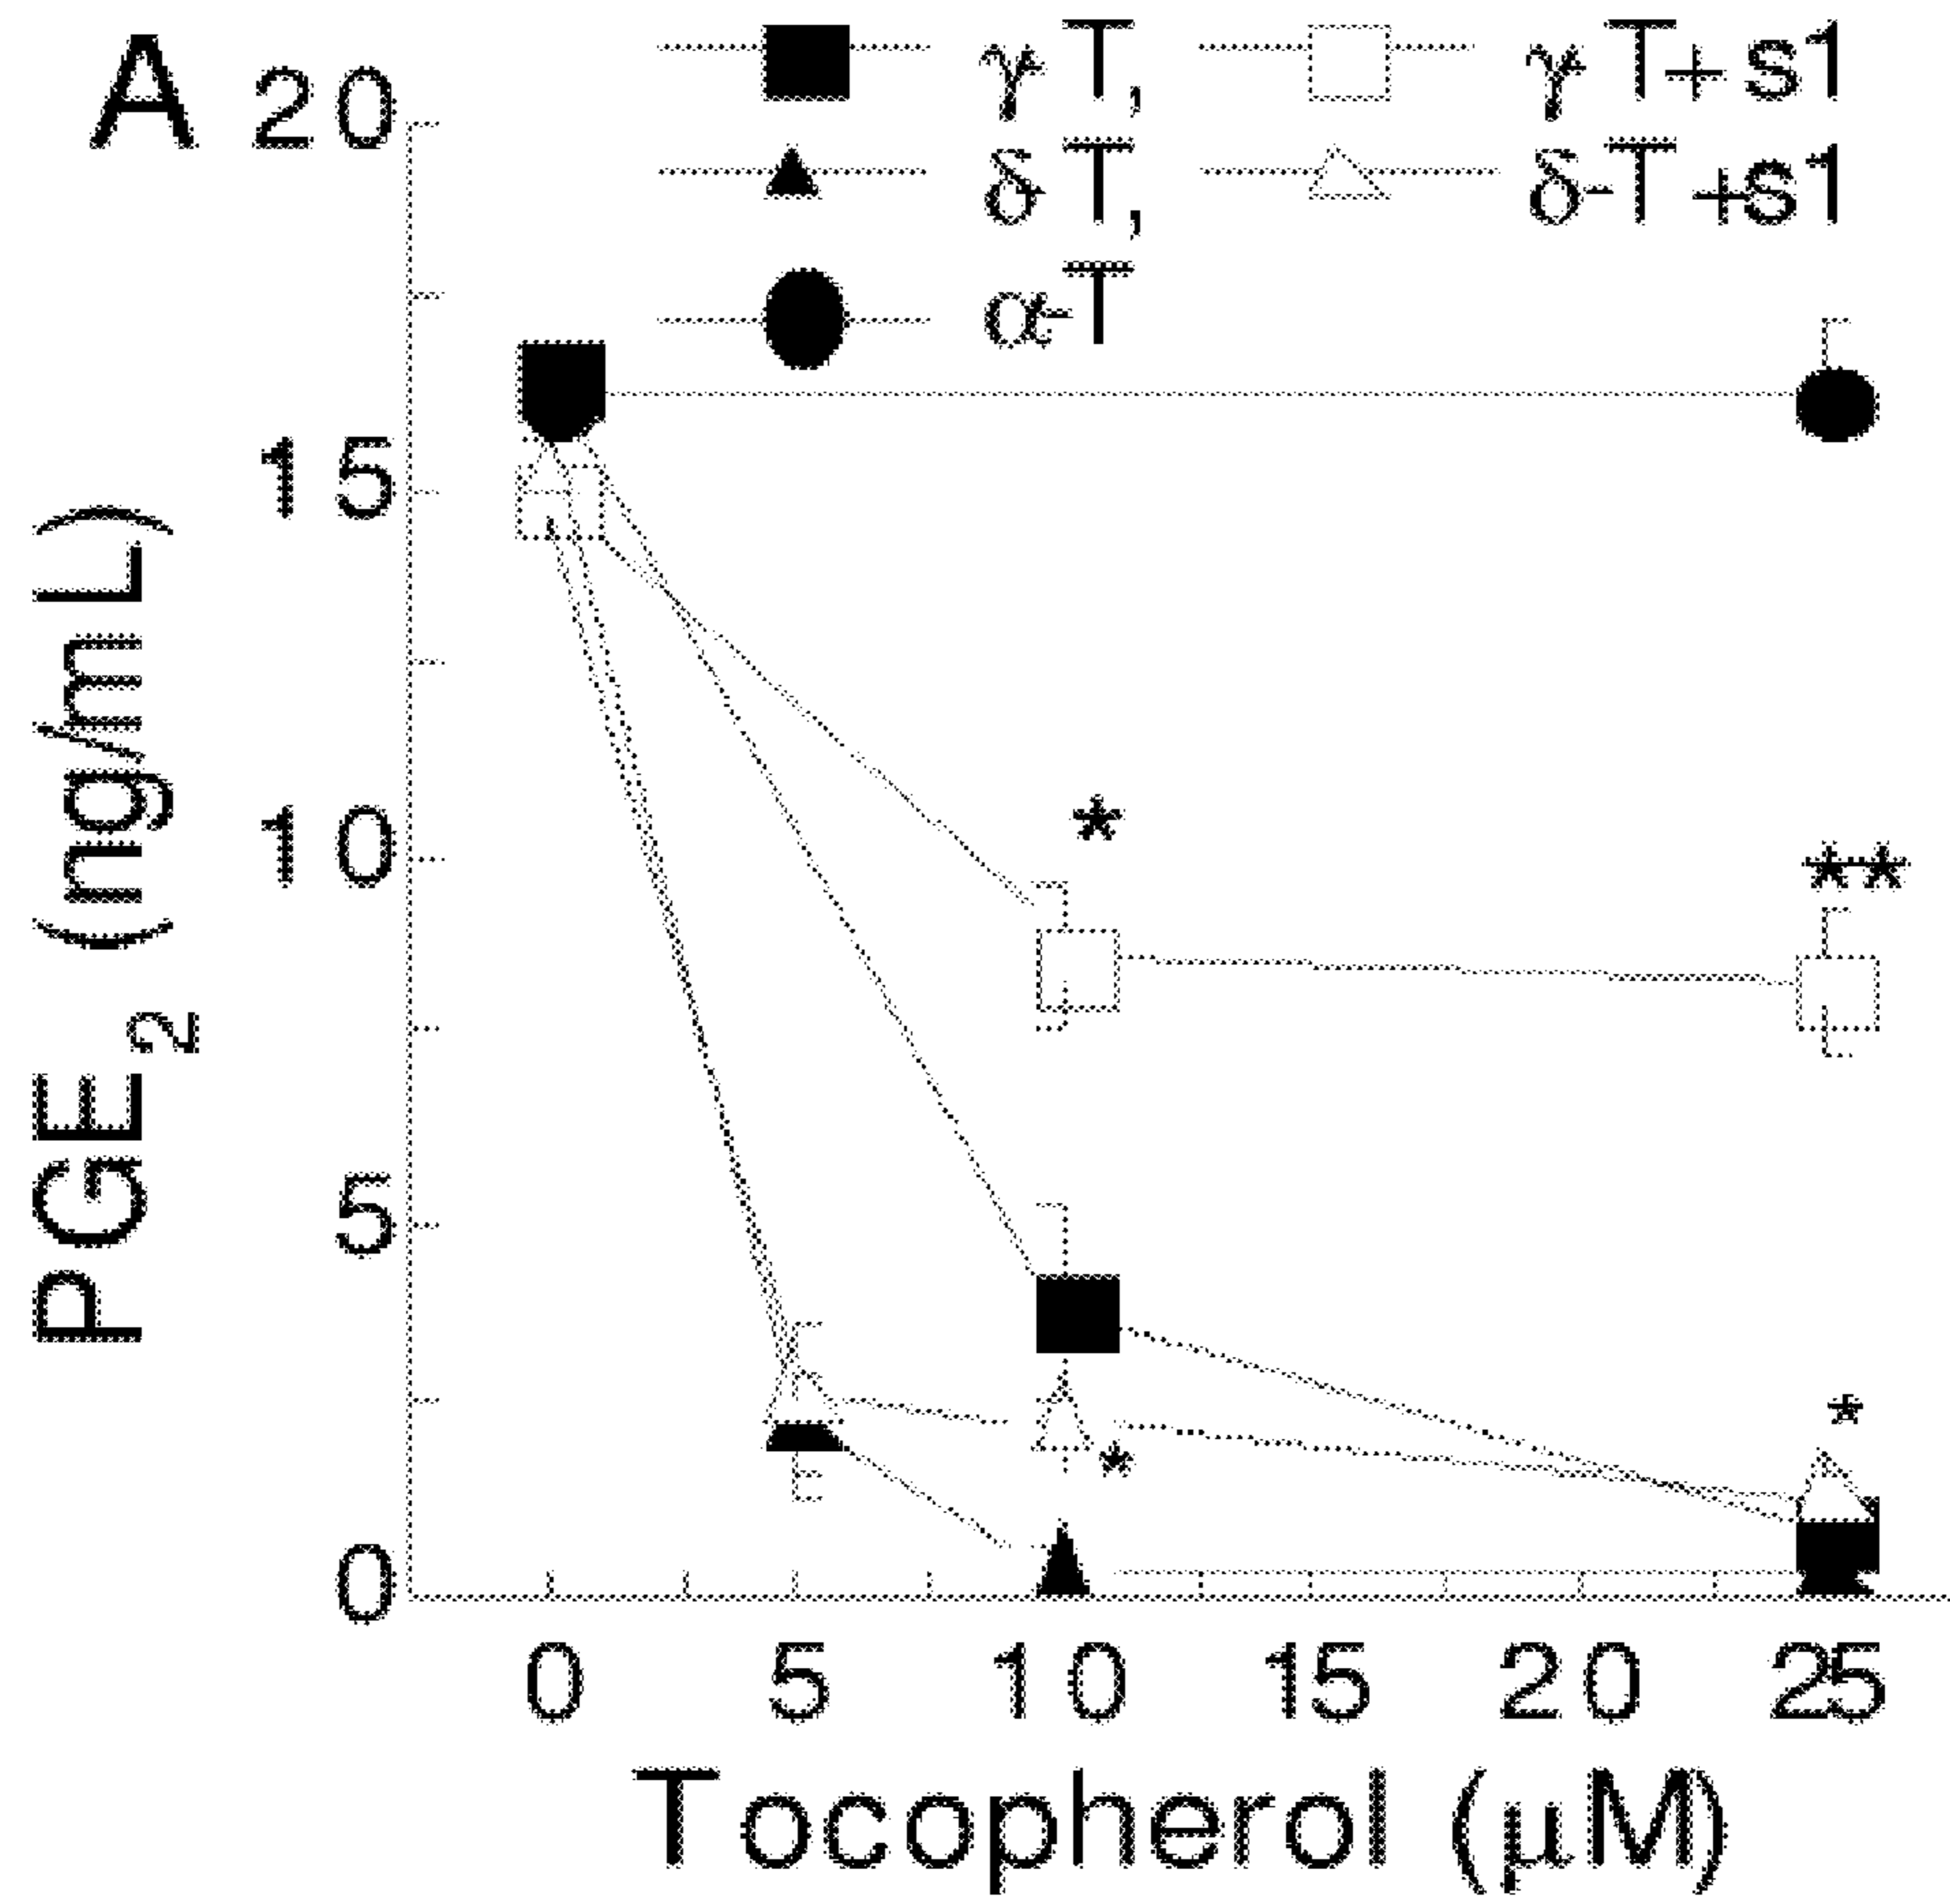 A
γT, γT+s1
δT, δ-T+s1
α-T
20
15
10
5
0
PGE2 (ng/mL)
*
**
*
*
0 5 10 15 20 25
Tocopherol (μM)